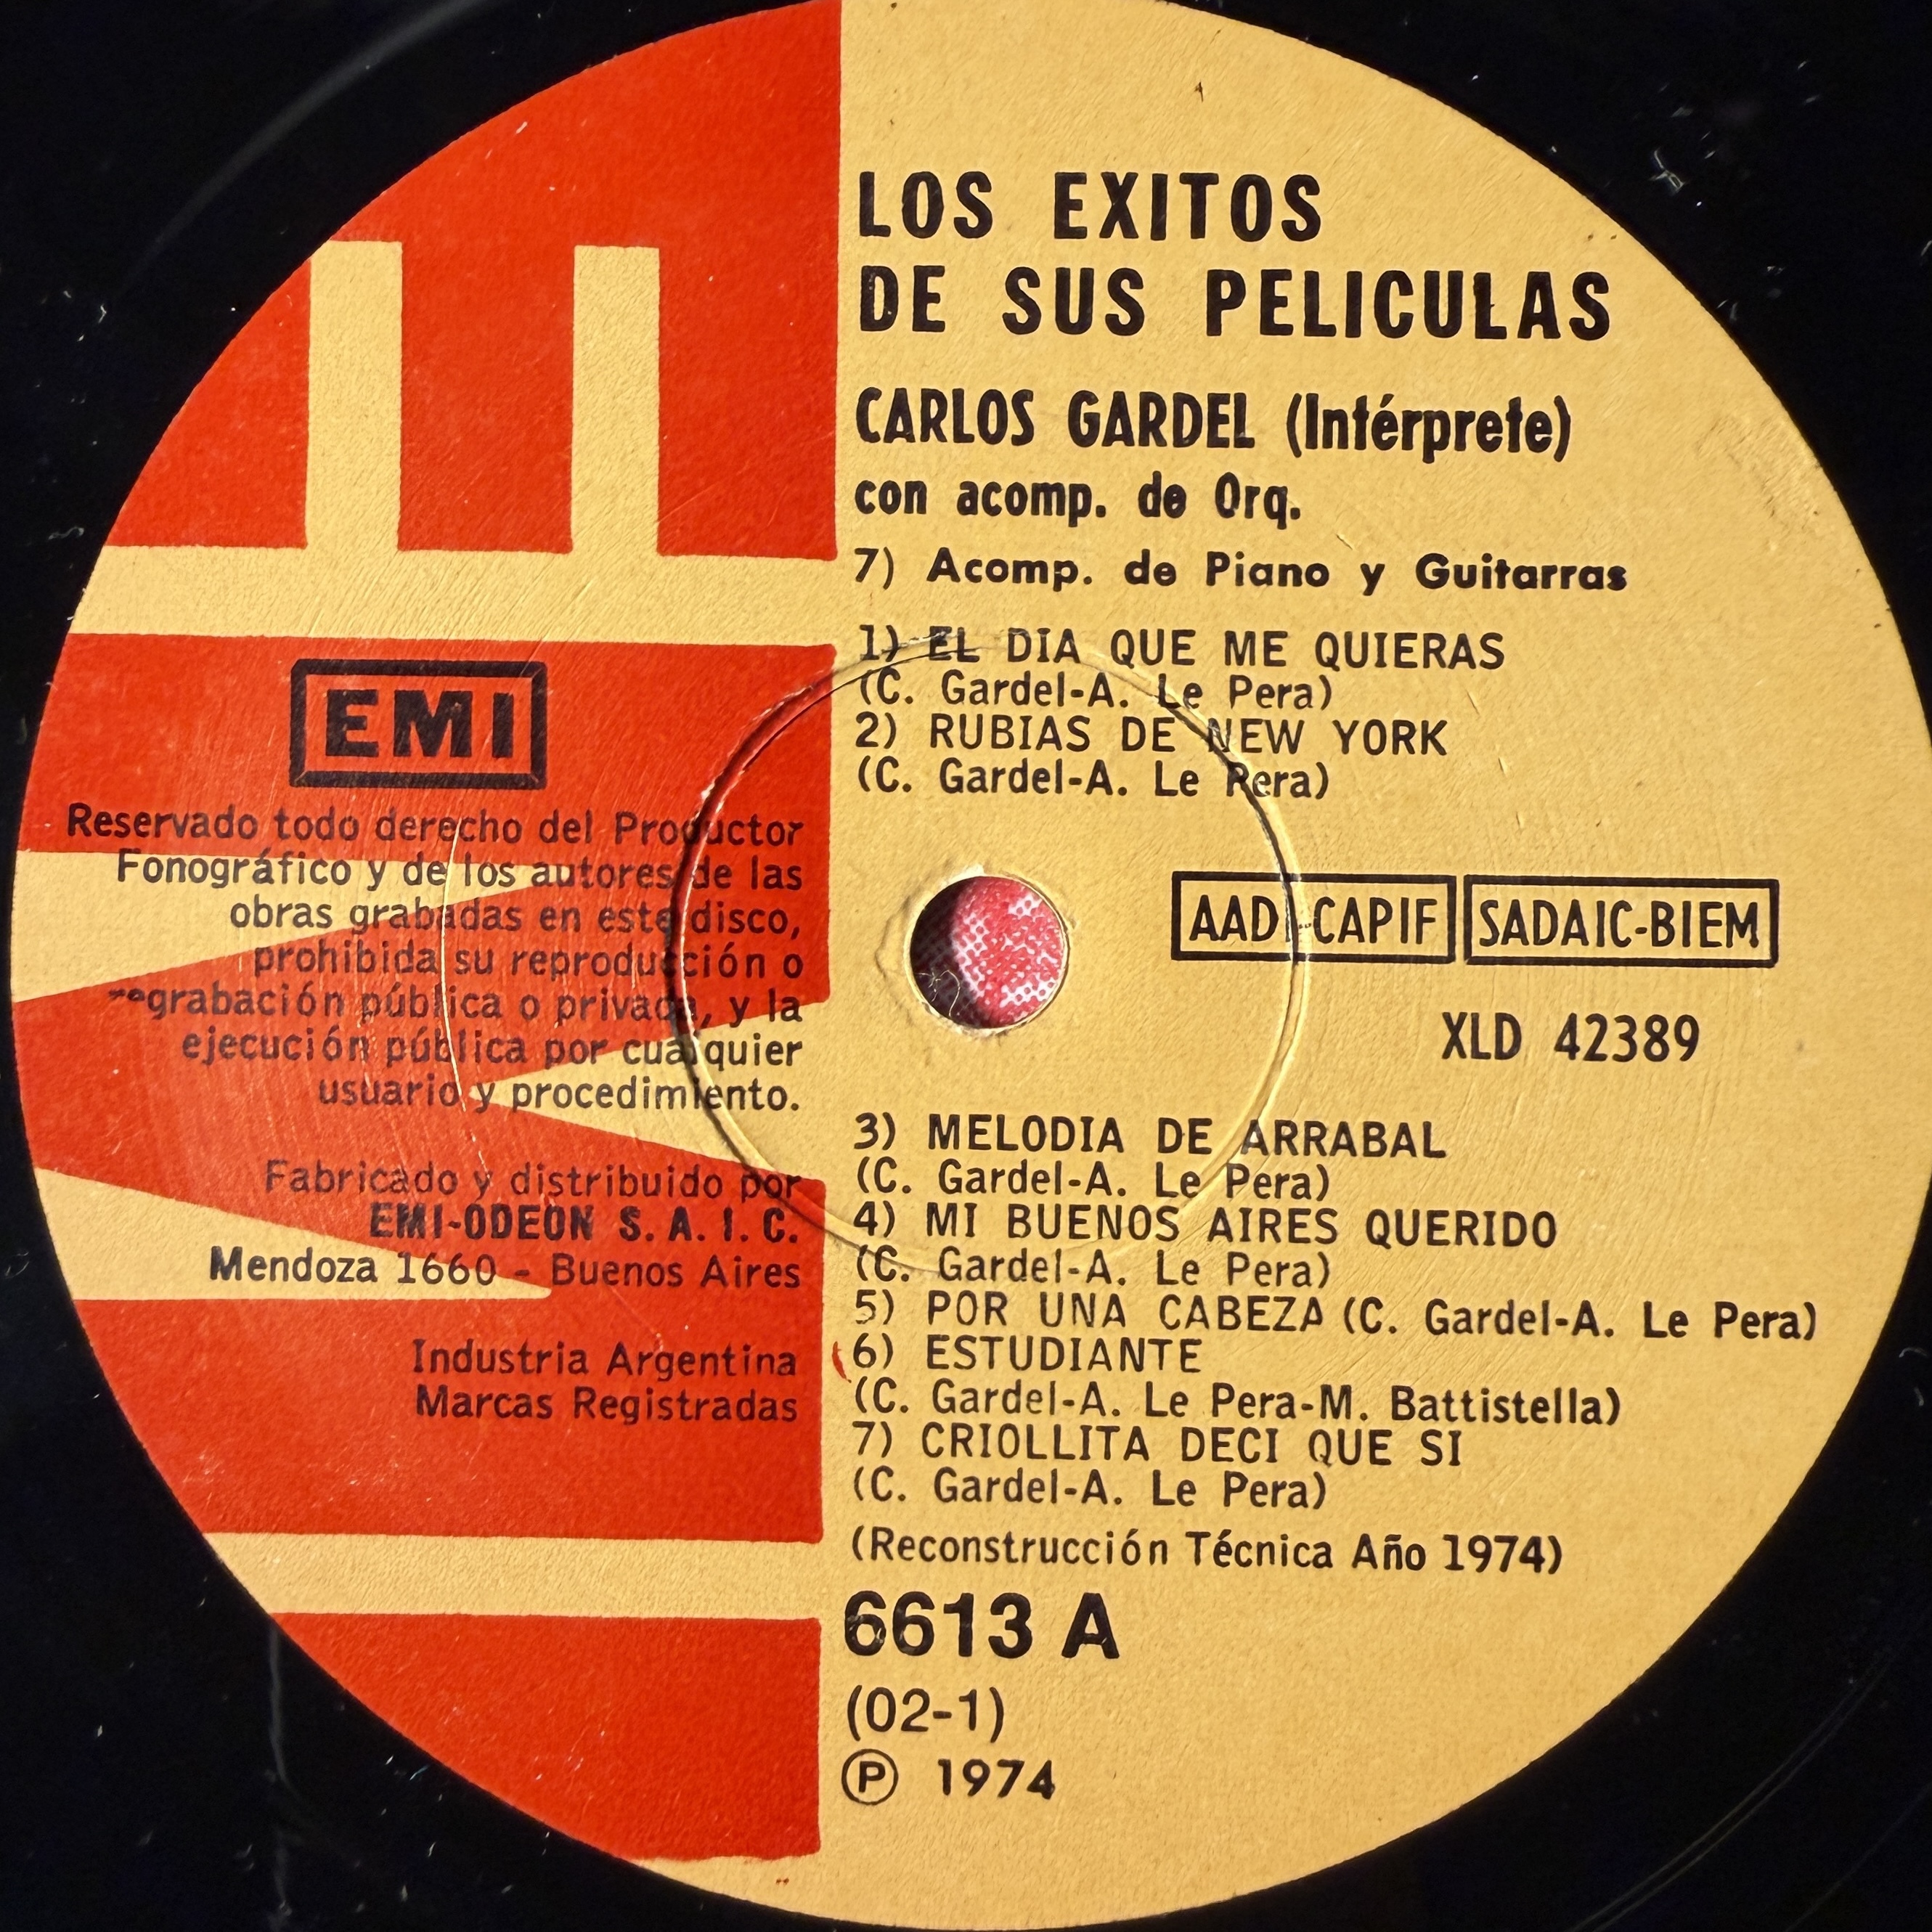 LOS EXITOS
DE SUS PELICULAS
CARLOS GARDEL (Intérprete)
con acomp. de Orq.
7) Acomp. de Piano y Guitarras
1) EL DIA QUE ME QUIERAS
(C. Gardel-A. Le Pera)
2) RUBIAS DE NEW YORK
(C. Gardel-A. Le Pera)
EMI
Reservado todo derecho del Productor
Fonográfico y de los autores de las
obras grabadas en este disco,
prohibida su reproducción o
regrabación pública o privada, y la
ejecución pública por cualquier
usuario y procedimiento.
Fabricado y distribuido por
EMI-ODEON S. A. I. C.
Mendoza 1660 - Buenos Aires
Industria Argentina
Marcas Registradas
AADI-CAPIF SADAIC-BIEM
XLD 42389
3) MELODIA DE ARRABAL
(C. Gardel-A. Le Pera)
4) MI BUENOS AIRES QUERIDO
(C. Gardel-A. Le Pera)
5) POR UNA CABEZA (C. Gardel-A. Le Pera)
6) ESTUDIANTE
(C. Gardel-A. Le Pera-M. Battistella)
7) CRIOLLITA DECI QUE SI
(C. Gardel-A. Le Pera)
(Reconstrucción Técnica Año 1974)
6613 A
(02-1)
Ⓟ 1974